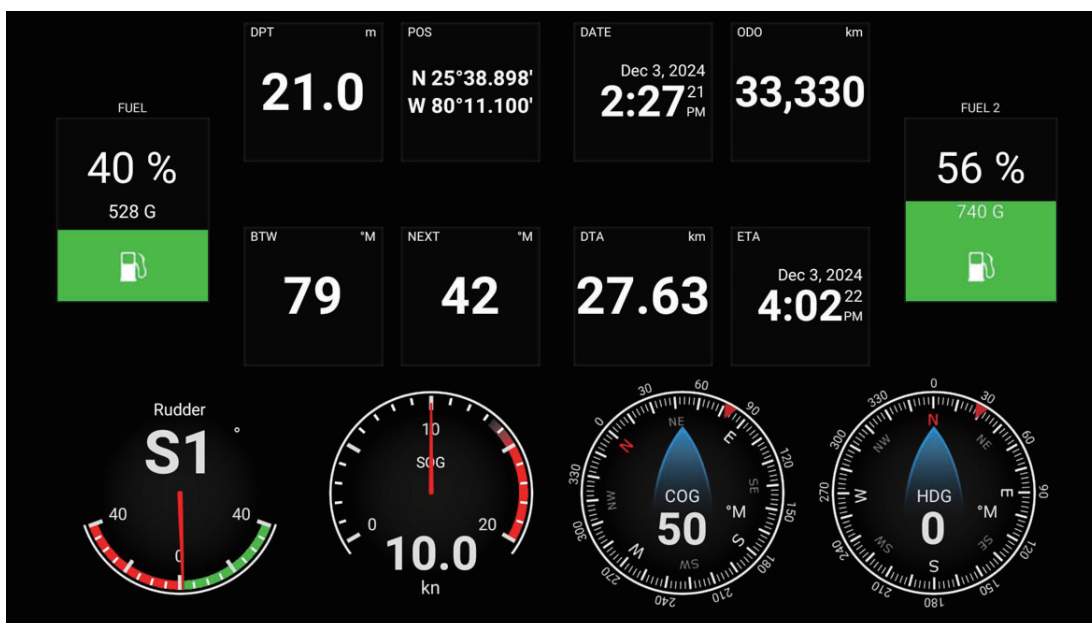 DPT m
21.0
POS
N 25°38.898'
W 80°11.100'
DATE
Dec 3, 2024
2:27 21 PM
ODO km
33,330
FUEL
40 %
528 G
FUEL 2
56 %
740 G
BTW °M
79
NEXT °M
42
DTA km
27.63
ETA
Dec 3, 2024
4:02 22 PM
Rudder
S1 °
40 40
0
10
SOG
0 20
10.0
kn
0 30 60 90 120 150 180 210 240 270 300 330
N NE E SE S SW W NW
COG
50 °M
0 30 60 90 120 150 180 210 240 270 300 330
N NE E SE S SW W NW
HDG
0 °M